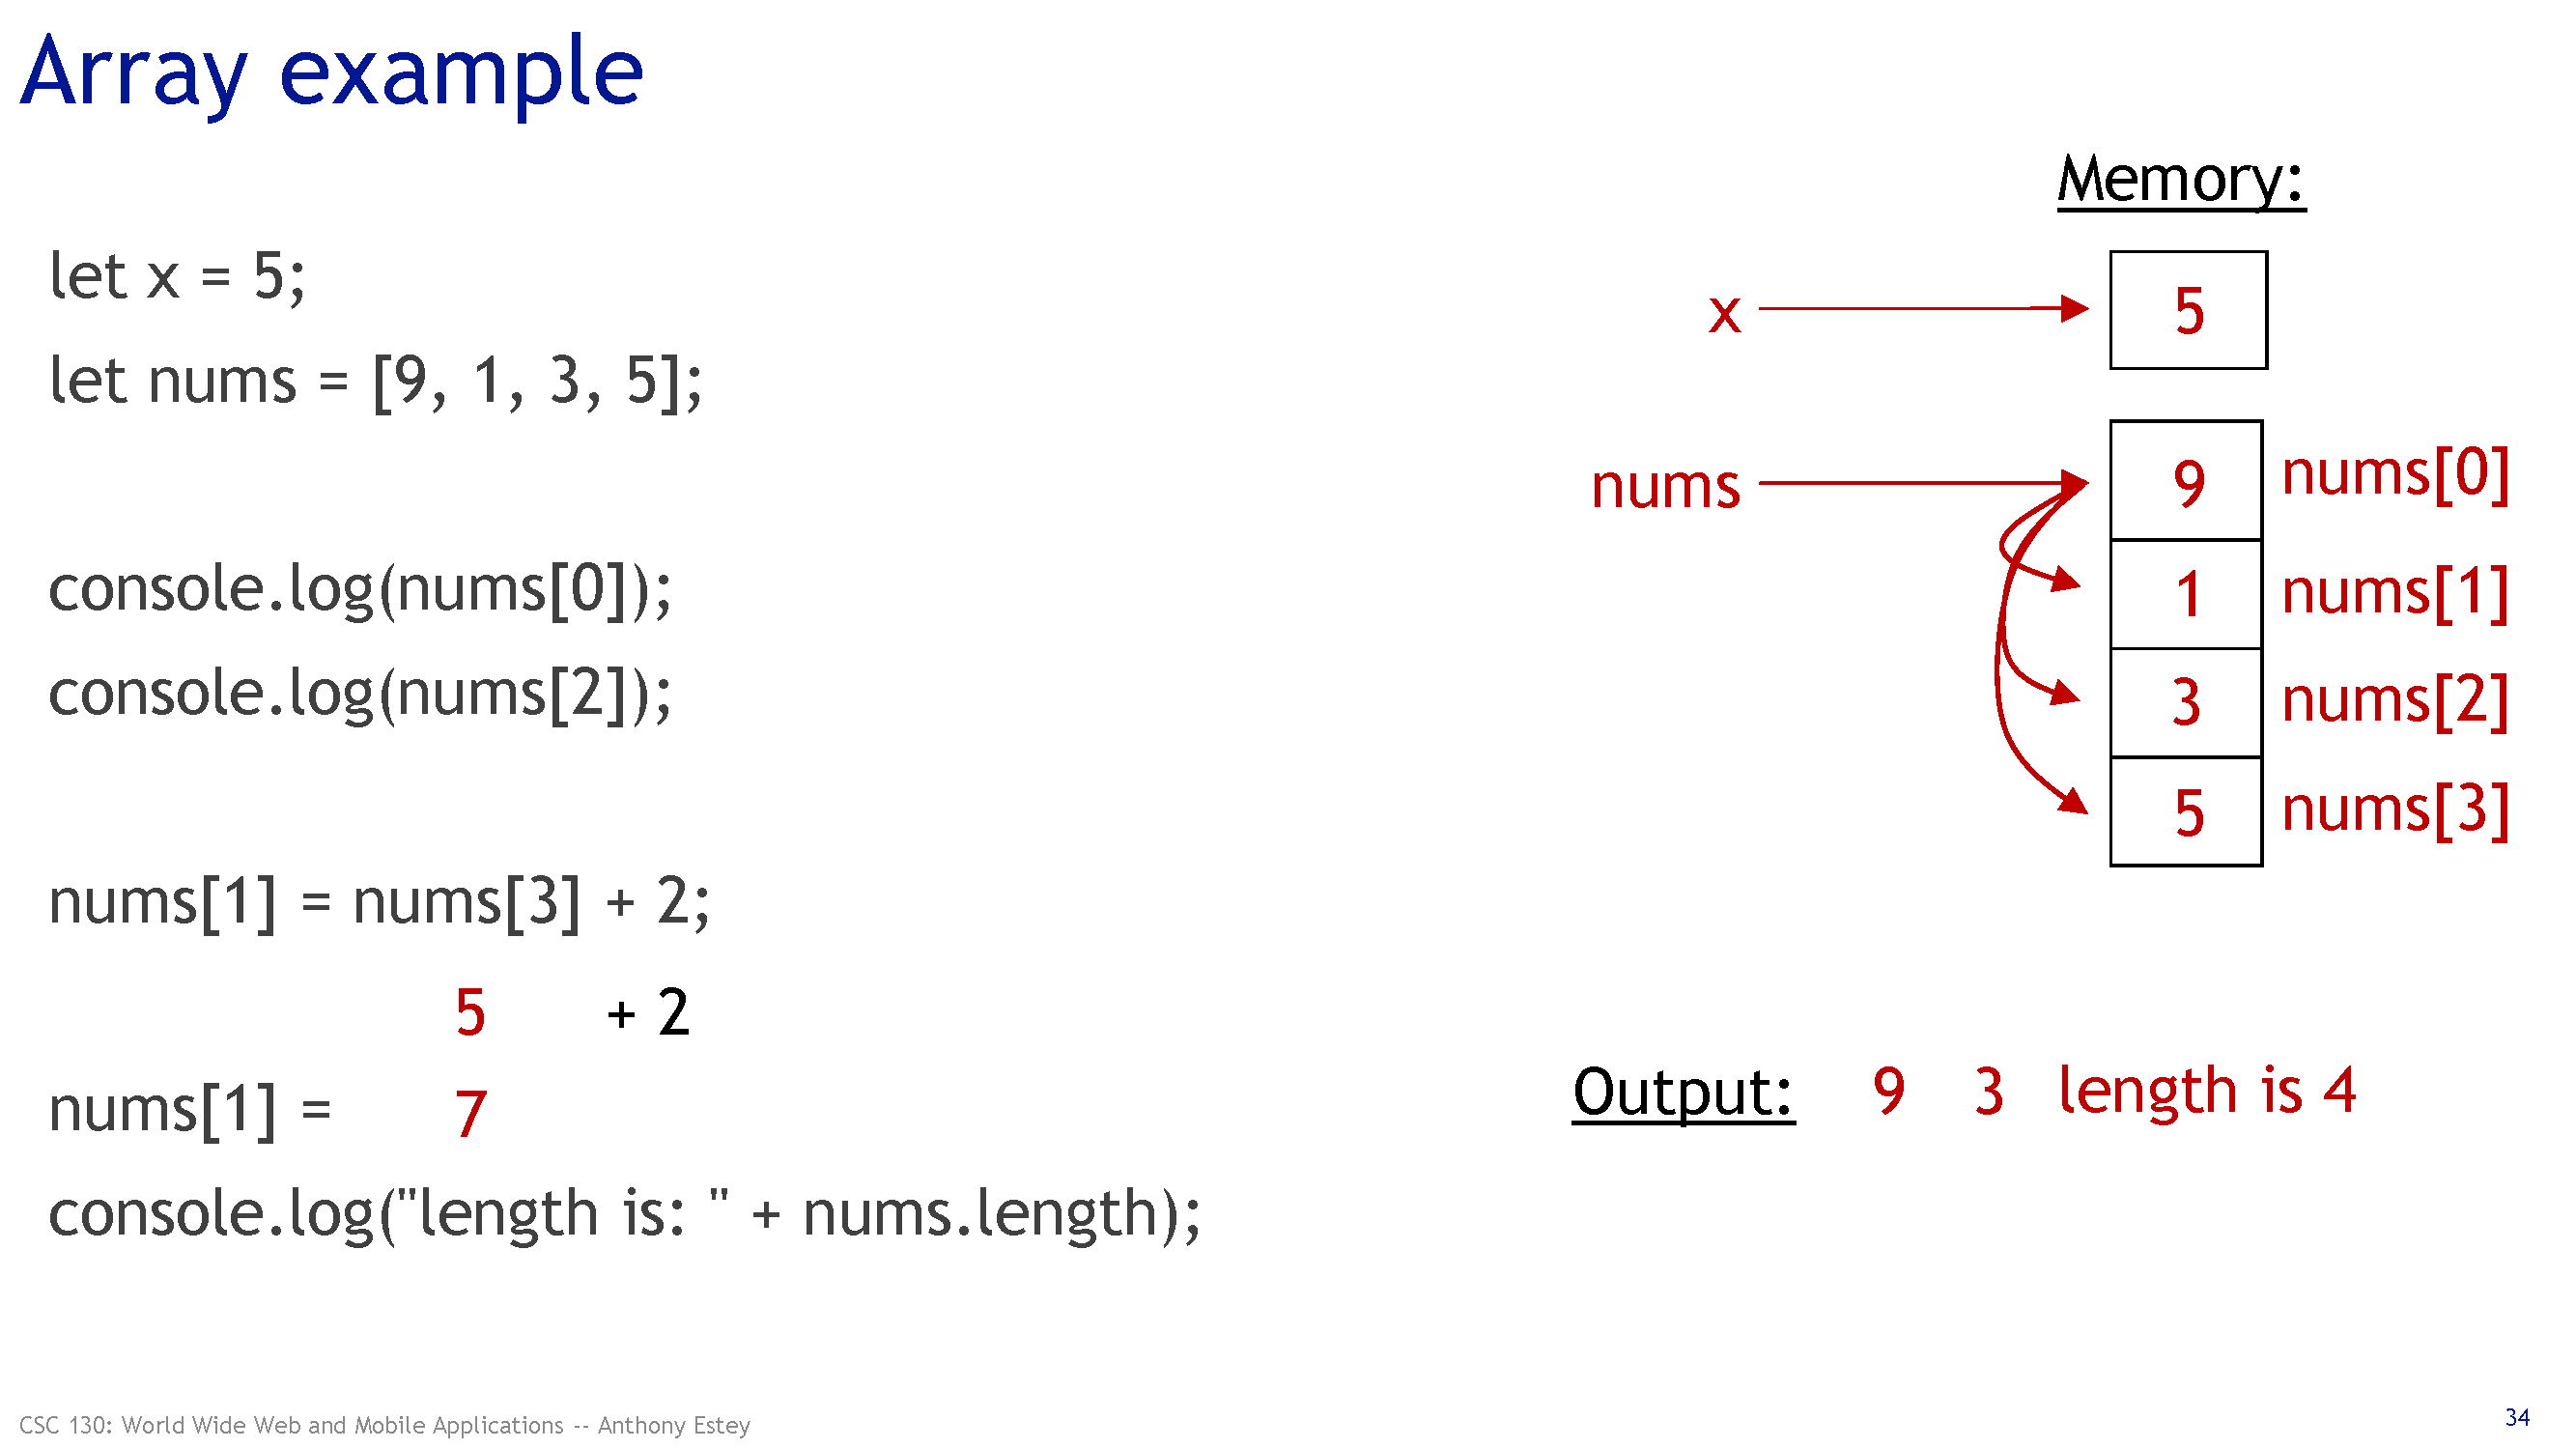 Array example
let x = 5;
let nums = [9, 1, 3, 5];
console.log(nums[0]);
console.log(nums[2]);
nums[1] = nums[3] + 2;
5 + 2
nums[1] = 7
console.log("length is: " + nums.length);
Memory:
x 5
nums 9 nums[0]
1 nums[1]
3 nums[2]
5 nums[3]
Output: 9 3 length is 4
CSC 130: World Wide Web and Mobile Applications -- Anthony Estey
34